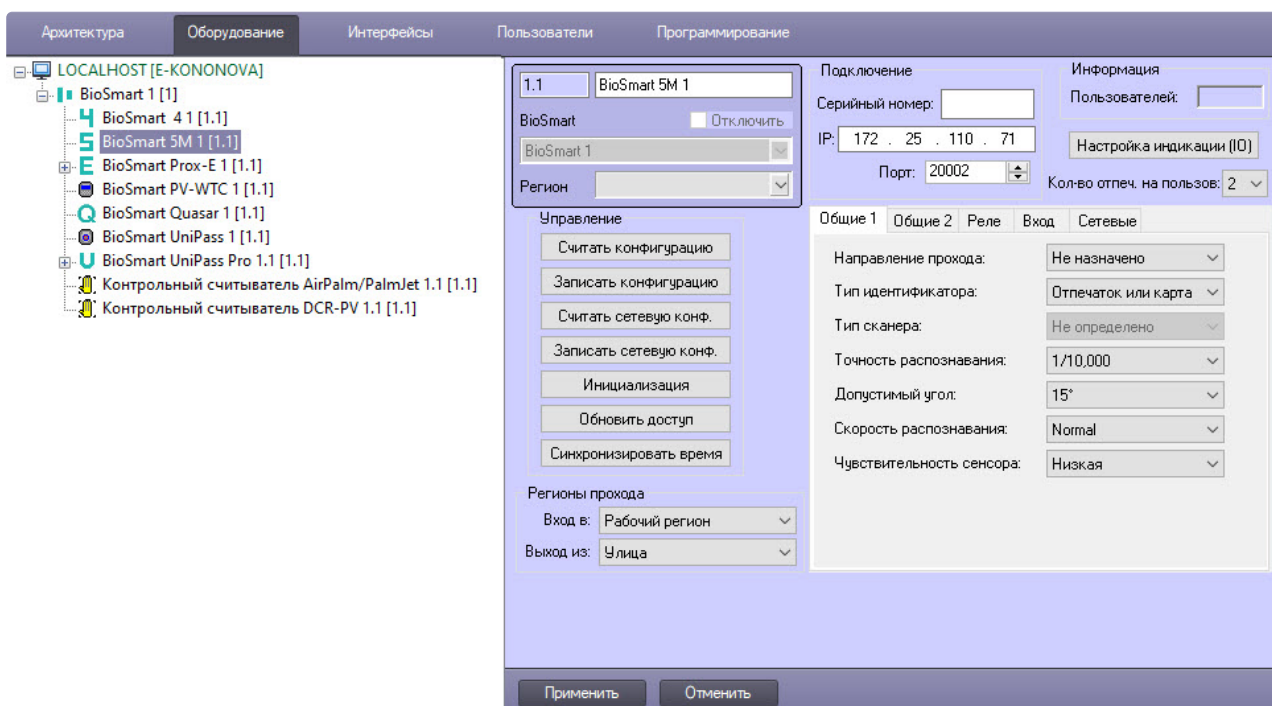 Архитектура Оборудование Интерфейсы Пользователи Программирование
LOCALHOST [E-KONONOVA]
BioSmart 1 [1]
BioSmart 4 1 [1.1]
BioSmart 5M 1 [1.1]
BioSmart Prox-E 1 [1.1]
BioSmart PV-WTC 1 [1.1]
BioSmart Quasar 1 [1.1]
BioSmart UniPass 1 [1.1]
BioSmart UniPass Pro 1.1 [1.1]
Контрольный считыватель AirPalm/PalmJet 1.1 [1.1]
Контрольный считыватель DCR-PV 1.1 [1.1]
1.1 BioSmart 5M 1
BioSmart Отключить
BioSmart 1
Регион
Управление
Считать конфигурацию
Записать конфигурацию
Считать сетевую конф.
Записать сетевую конф.
Инициализация
Обновить доступ
Синхронизировать время
Регионы прохода
Вход в: Рабочий регион
Выход из: Улица
Подключение
Серийный номер:
IP: 172 . 25 . 110 . 71
Порт: 20002
Информация
Пользователей:
Настройка индикации (IO)
Кол-во отпеч. на пользов: 2
Общие 1 Общие 2 Реле Вход Сетевые
Направление прохода: Не назначено
Тип идентификатора: Отпечаток или карта
Тип сканера: Не определено
Точность распознавания: 1/10,000
Допустимый угол: 15°
Скорость распознавания: Normal
Чувствительность сенсора: Низкая
Применить Отменить